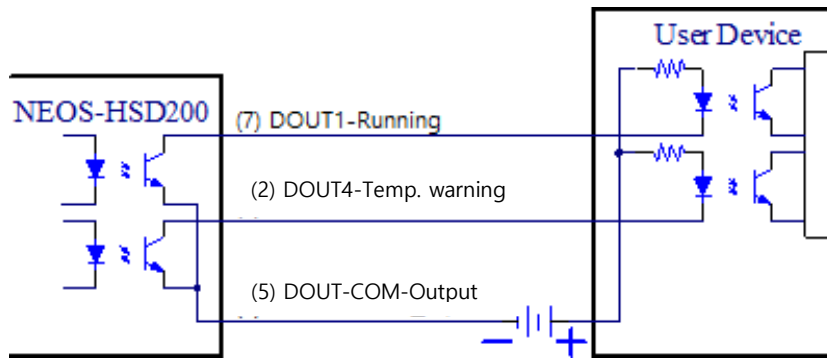 User Device
NEOS-HSD200
(7) DOUT1-Running
(2) DOUT4-Temp. warning
(5) DOUT-COM-Output
− +